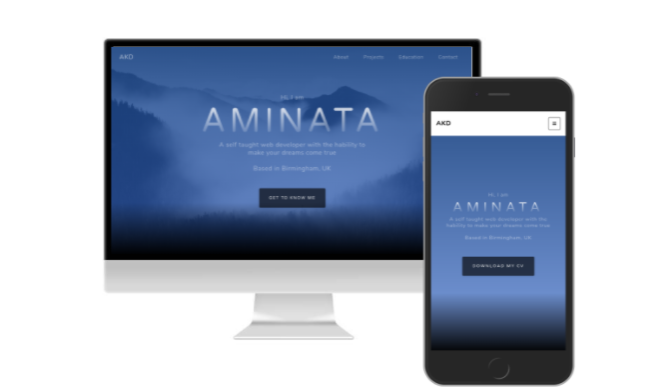 AKD
About Projects Education Contact
Hi, I am
AMINATA
A self taught web developer with the hability to
make your dreams come true
Based in Birmingham, UK
GET TO KNOW ME
AKD
Hi, I am
AMINATA
A self taught web developer with the
hability to make your dreams come true
Based in Birmingham, UK
DOWNLOAD MY CV